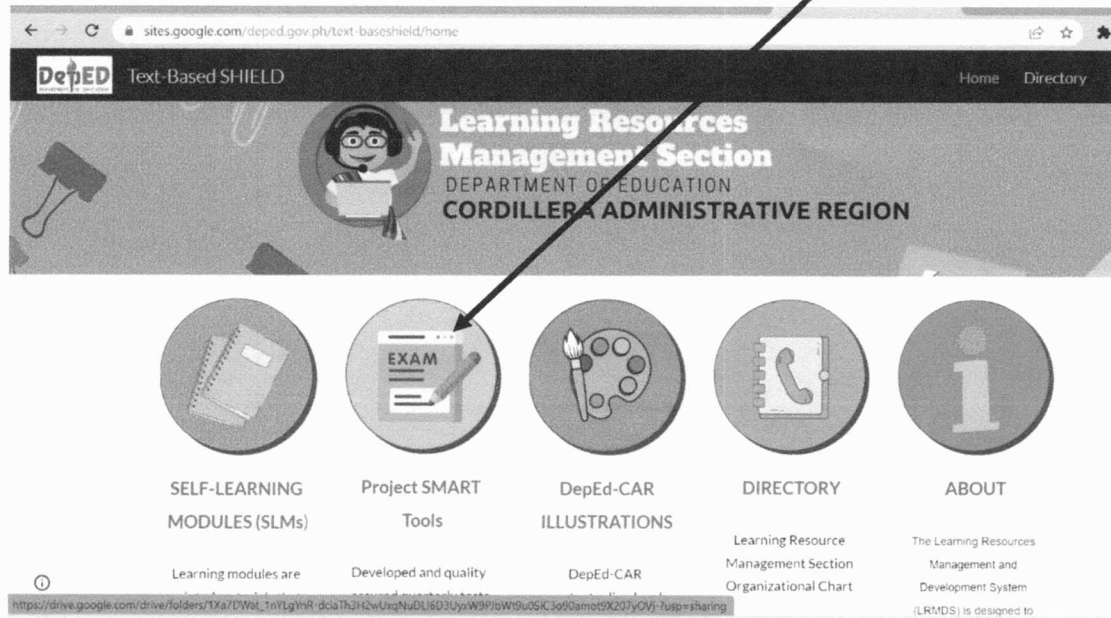 sites.google.com/deped.gov.ph/text-baseshield/home
DepED
DEPARTMENT OF EDUCATION
Text-Based SHIELD
Home Directory
Learning Resources
Management Section
DEPARTMENT OF EDUCATION
CORDILLERA ADMINISTRATIVE REGION
EXAM
SELF-LEARNING
MODULES (SLMs)
Learning modules are
Project SMART
Tools
Developed and quality
DepEd-CAR
ILLUSTRATIONS
DepEd-CAR
DIRECTORY
Learning Resource
Management Section
Organizational Chart
ABOUT
The Learning Resources
Management and
Development System
(LRMDS) is designed to